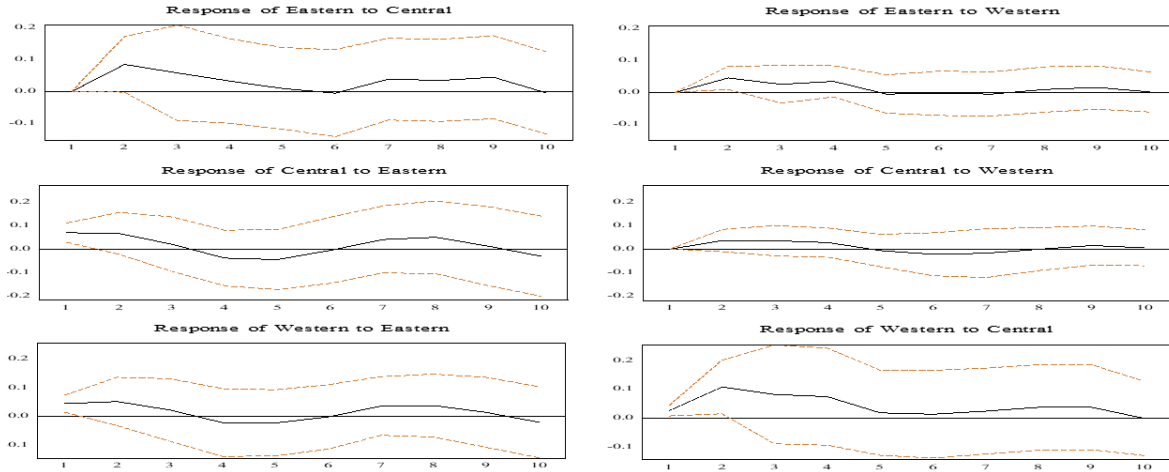 Response of Eastern to Central
0.2
0.1
0.0
-0.1
1 2 3 4 5 6 7 8 9 10
Response of Eastern to Western
0.2
0.1
0.0
-0.1
1 2 3 4 5 6 7 8 9 10
Response of Central to Eastern
0.2
0.1
0.0
-0.1
-0.2
1 2 3 4 5 6 7 8 9 10
Response of Central to Western
0.2
0.1
0.0
-0.1
-0.2
1 2 3 4 5 6 7 8 9 10
Response of Western to Eastern
0.2
0.1
0.0
0.1
1 2 3 4 5 6 7 8 9 10
Response of Western to Central
0.2
0.1
0.0
-0.1
1 2 3 4 5 6 7 8 9 10